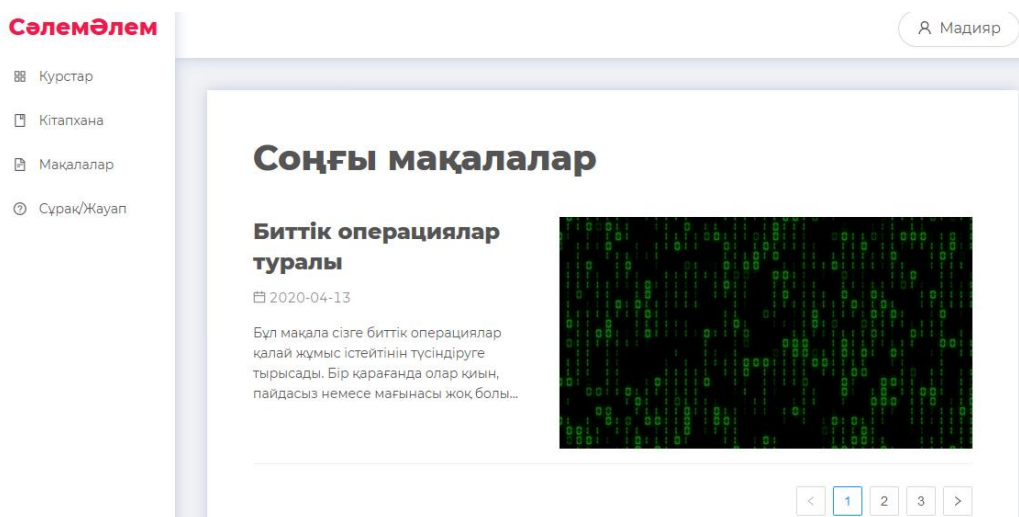 СәлемӘлем
Мадияр
Курстар
Кітапхана
Мақалалар
Сұрақ/Жауап
Соңғы мақалалар
Биттік операциялар
туралы
2020-04-13
Бұл мақала сізге биттік операциялар
қалай жұмыс істейтінін түсіндіруге
тырысады. Бір қарағанда олар қиын,
пайдасыз немесе мағынасы жоқ болы...
< 1 2 3 >